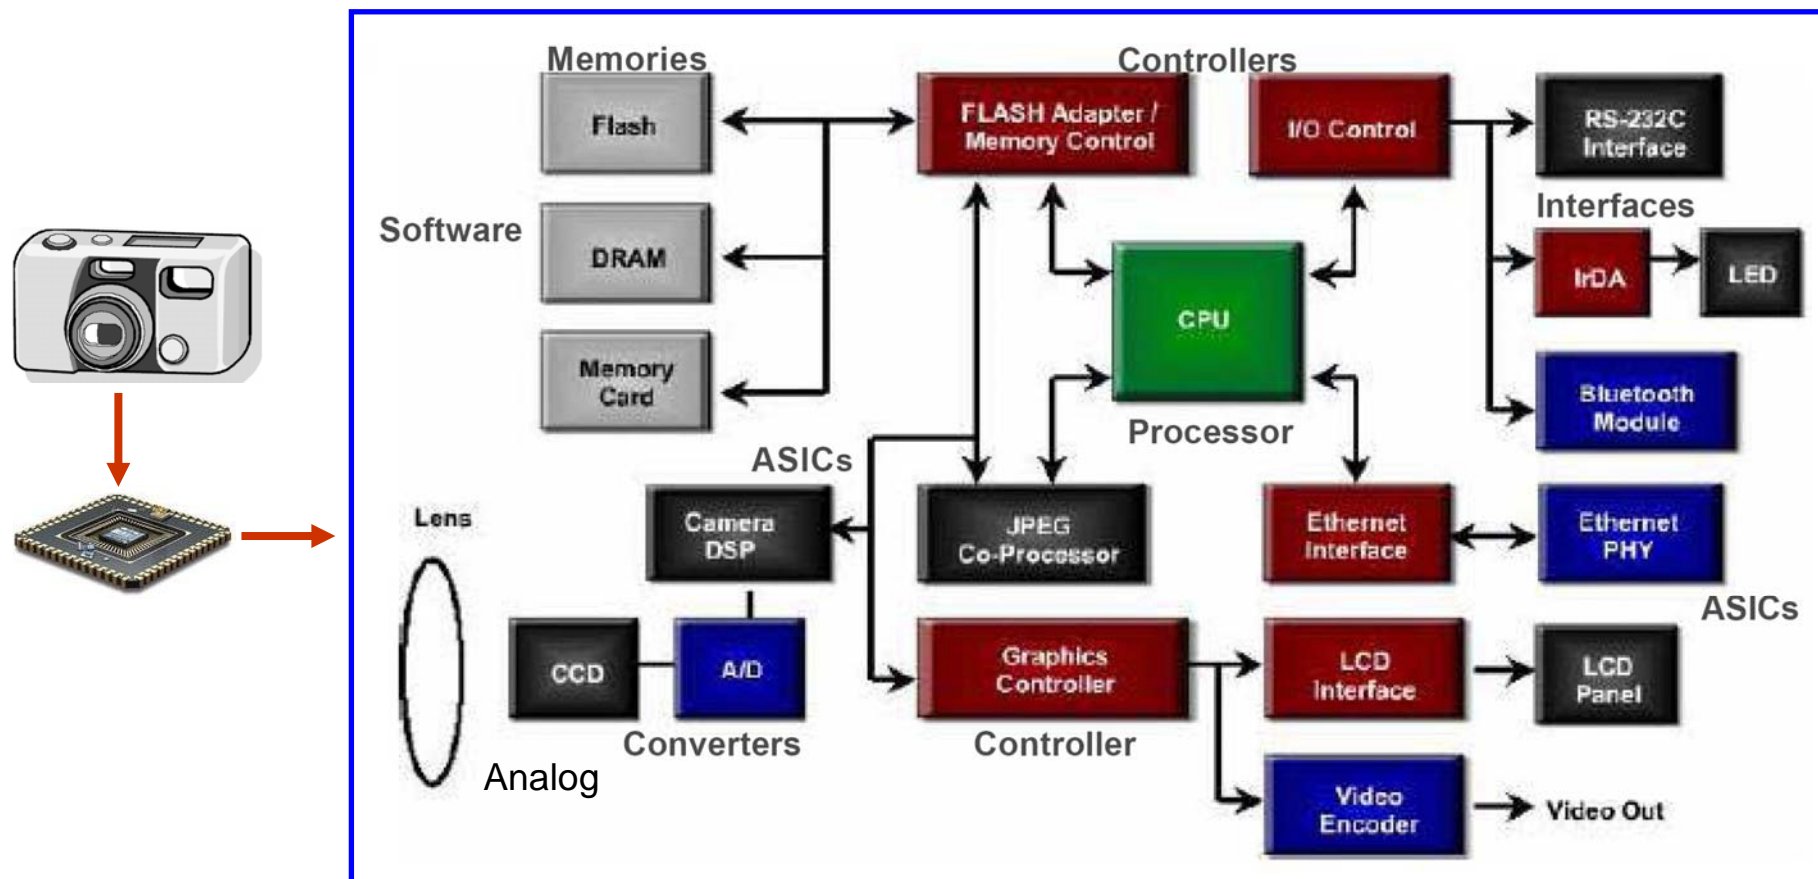 Memories
Controllers
Flash
FLASH Adapter /
Memory Control
I/O Control
RS-232C
Interface
Software
DRAM
Interfaces
IrDA
LED
CPU
Memory
Card
Bluetooth
Module
Processor
ASICs
Lens
Camera
DSP
JPEG
Co-Processor
Ethernet
Interface
Ethernet
PHY
ASICs
CCD
A/D
Graphics
Controller
LCD
Interface
LCD
Panel
Converters
Controller
Analog
Video
Encoder
Video Out